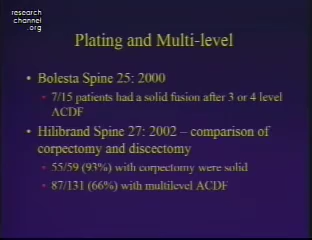 research
channel
.org
Plating and Multi-level
• Bolesta Spine 25: 2000
• 7/15 patients had a solid fusion after 3 or 4 level
ACDF
• Hilibrand Spine 27: 2002 – comparison of
corpectomy and discectomy
• 55/59 (93%) with corpectomy were solid
• 87/131 (66%) with multilevel ACDF